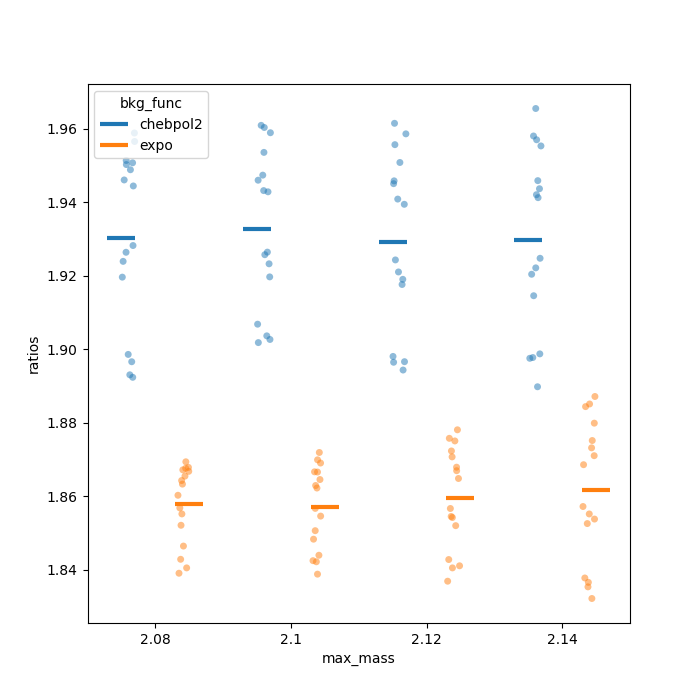 bkg_func
chebpol2
expo
1.96
1.94
1.92
1.90
1.88
1.86
1.84
ratios
2.08
2.1
2.12
2.14
max_mass